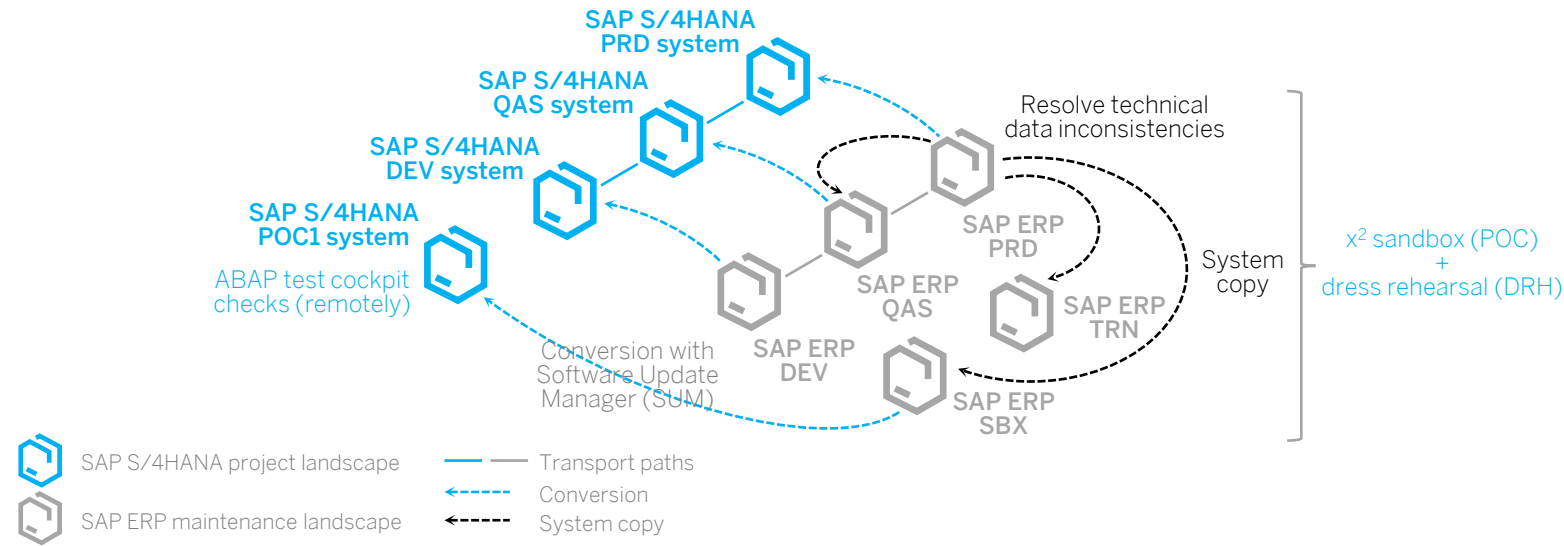 SAP S/4HANA
PRD system
SAP S/4HANA
QAS system
SAP S/4HANA
DEV system
SAP S/4HANA
POC1 system
ABAP test cockpit
checks (remotely)
Resolve technical
data inconsistencies
SAP ERP
PRD
SAP ERP
QAS
SAP ERP
TRN
SAP ERP
DEV
SAP ERP
SBX
System
copy
x² sandbox (POC)
+
dress rehearsal (DRH)
Conversion with
Software Update
Manager (SUM)
SAP S/4HANA project landscape
SAP ERP maintenance landscape
Transport paths
Conversion
System copy